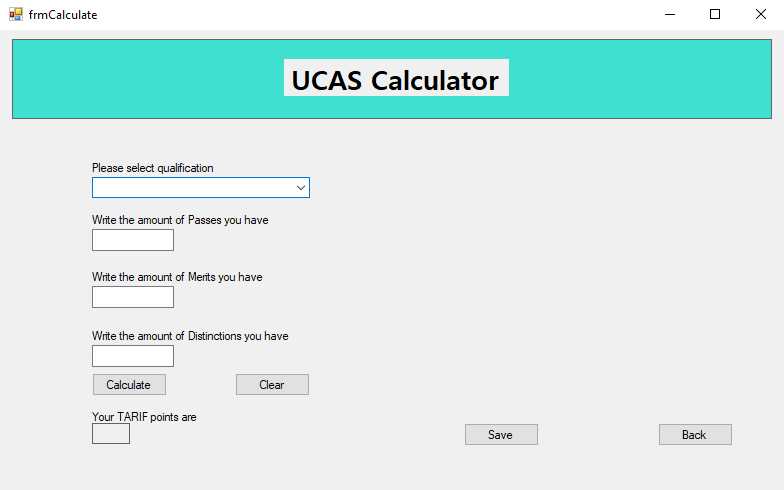 frmCalculate
UCAS Calculator
Please select qualification
Write the amount of Passes you have
Write the amount of Merits you have
Write the amount of Distinctions you have
Calculate
Clear
Your TARIF points are
Save
Back